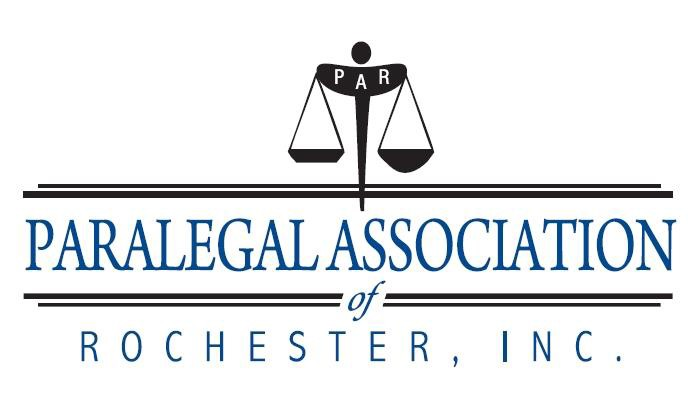 PAR
PARALEGAL ASSOCIATION
of
ROCHESTER, INC.